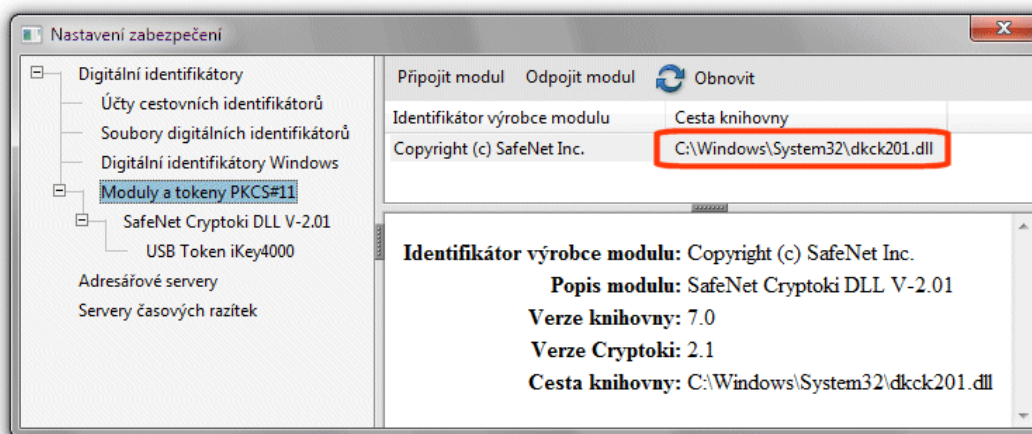 Nastavení zabezpečení
Digitální identifikátory
Účty cestovních identifikátorů
Soubory digitálních identifikátorů
Digitální identifikátory Windows
Moduly a tokeny PKCS#11
SafeNet Cryptoki DLL V-2.01
USB Token iKey4000
Adresářové servery
Servery časových razítek
Připojit modul Odpojit modul Obnovit
Identifikátor výrobce modulu Cesta knihovny
Copyright (c) SafeNet Inc. C:\Windows\System32\dkck201.dll
Identifikátor výrobce modulu: Copyright (c) SafeNet Inc.
Popis modulu: SafeNet Cryptoki DLL V-2.01
Verze knihovny: 7.0
Verze Cryptoki: 2.1
Cesta knihovny: C:\Windows\System32\dkck201.dll